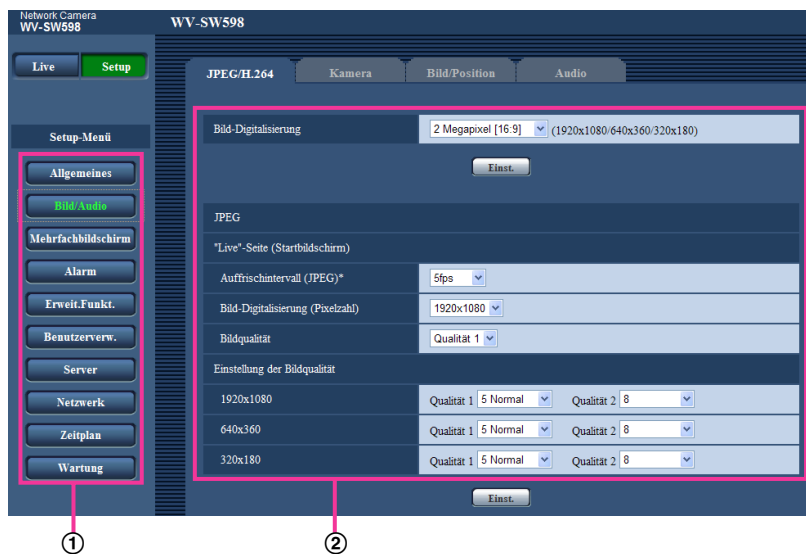 Network Camera
WV-SW598
WV-SW598
Live Setup
JPEG/H.264 Kamera Bild/Position Audio
Setup-Menü
Allgemeines
Bild/Audio
Mehrfachbildschirm
Alarm
Erweit.Funkt.
Benutzerverw.
Server
Netzwerk
Zeitplan
Wartung
Bild-Digitalisierung 2 Megapixel [16:9] (1920x1080/640x360/320x180)
Einst.
JPEG
"Live"-Seite (Startbildschirm)
Auffrischintervall (JPEG)* 5fps
Bild-Digitalisierung (Pixelzahl) 1920x1080
Bildqualität Qualität 1
Einstellung der Bildqualität
1920x1080 Qualität 1 5 Normal Qualität 2 8
640x360 Qualität 1 5 Normal Qualität 2 8
320x180 Qualität 1 5 Normal Qualität 2 8
Einst.
① ②